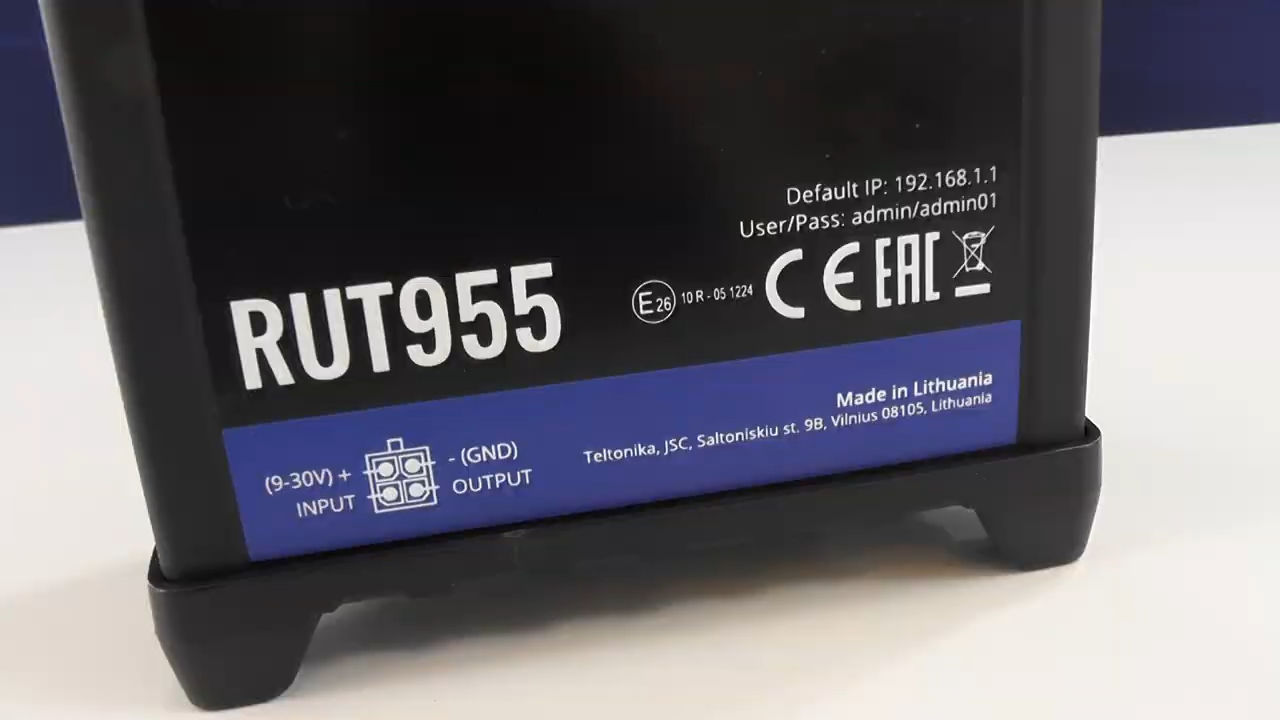 Default IP: 192.168.1.1
User/Pass: admin/admin01
RUT955
E26 10 R - 05 1224 CE EAC
Made in Lithuania
Teltonika, JSC, Saltoniskiu st. 9B, Vilnius 08105, Lithuania
(9-30V) + - (GND)
INPUT OUTPUT